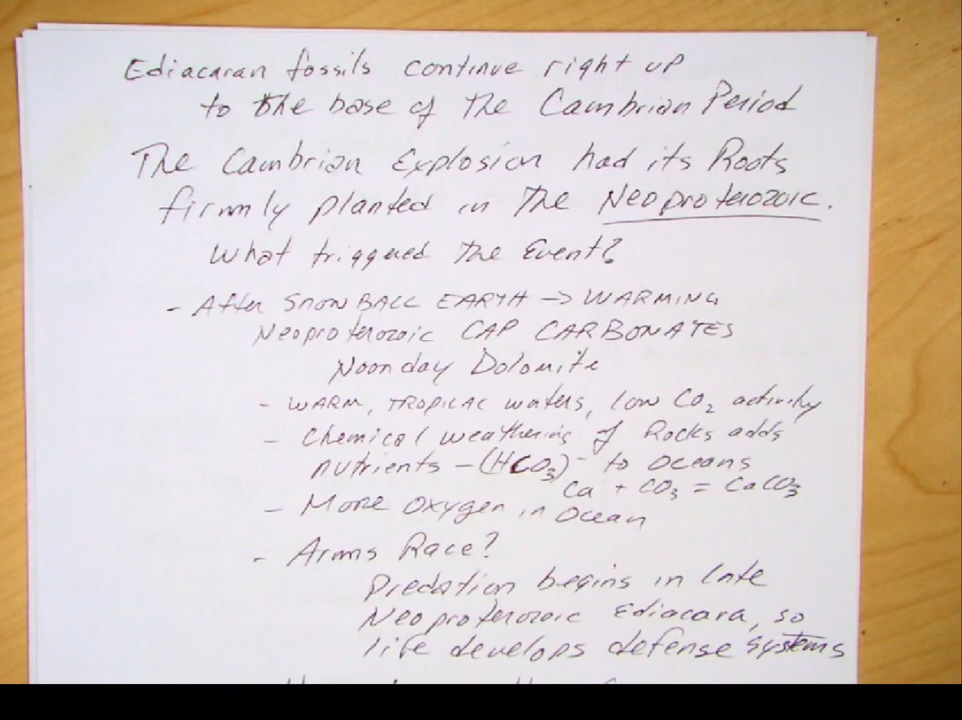 Ediacaran fossils continue right up
to the base of the Cambrian Period
The Cambrian Explosion had its Roots
firmly planted in the Neoproterozoic.
What triggered the Event?
- After SNOWBALL EARTH -> WARMING
Neoproterozoic CAP CARBONATES
Noonday Dolomite
- WARM, TROPICAL waters, low CO₂ activity
- Chemical weathering of Rocks adds
nutrients - (HCO₃)⁻ to Oceans
Ca + CO₃ = CaCO₃
- More Oxygen in Ocean
- Arms Race?
Predation begins in late
Neoproterozoic Ediacara, so
life develops defense systems